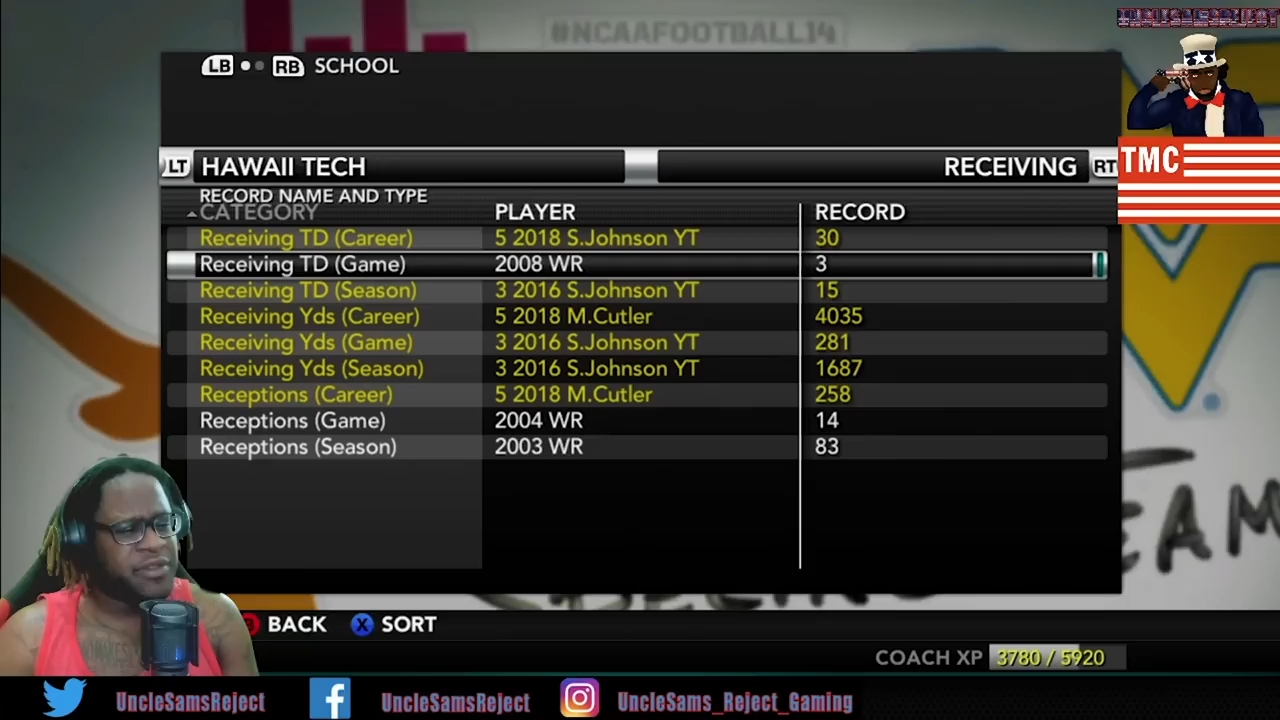 #NCAAFOOTBALL14
LB RB SCHOOL
LT HAWAII TECH RECEIVING RT
RECORD NAME AND TYPE
CATEGORY PLAYER RECORD
Receiving TD (Career) 5 2018 S.Johnson YT 30
Receiving TD (Game) 2008 WR 3
Receiving TD (Season) 3 2016 S.Johnson YT 15
Receiving Yds (Career) 5 2018 M.Cutler 4035
Receiving Yds (Game) 3 2016 S.Johnson YT 281
Receiving Yds (Season) 3 2016 S.Johnson YT 1687
Receptions (Career) 5 2018 M.Cutler 258
Receptions (Game) 2004 WR 14
Receptions (Season) 2003 WR 83
TMC
EAM
BACK X SORT
COACH XP 3780 / 5920
UncleSamsReject UncleSamsReject UncleSams_Reject_Gaming